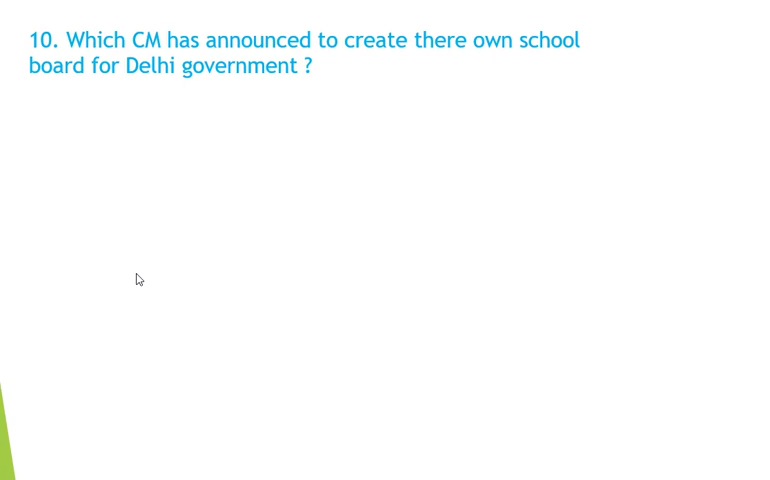 10. Which CM has announced to create there own school
board for Delhi government ?